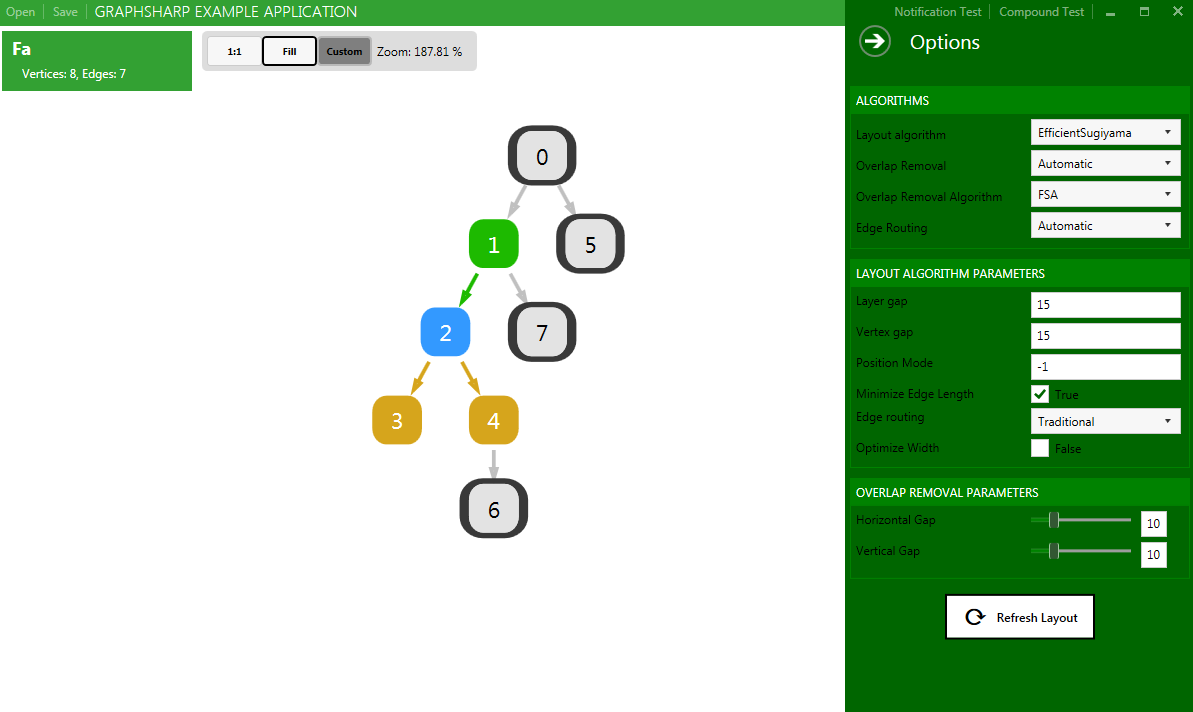 Open Save GRAPHSHARP EXAMPLE APPLICATION
Fa
Vertices: 8, Edges: 7
1:1 Fill Custom Zoom: 187.81 %
0
1 5
2 7
3 4
6
Notification Test Compound Test
Options
ALGORITHMS
Layout algorithm EfficientSugiyama
Overlap Removal Automatic
Overlap Removal Algorithm FSA
Edge Routing Automatic
LAYOUT ALGORITHM PARAMETERS
Layer gap 15
Vertex gap 15
Position Mode -1
Minimize Edge Length True
Edge routing Traditional
Optimize Width False
OVERLAP REMOVAL PARAMETERS
Horizontal Gap 10
Vertical Gap 10
Refresh Layout